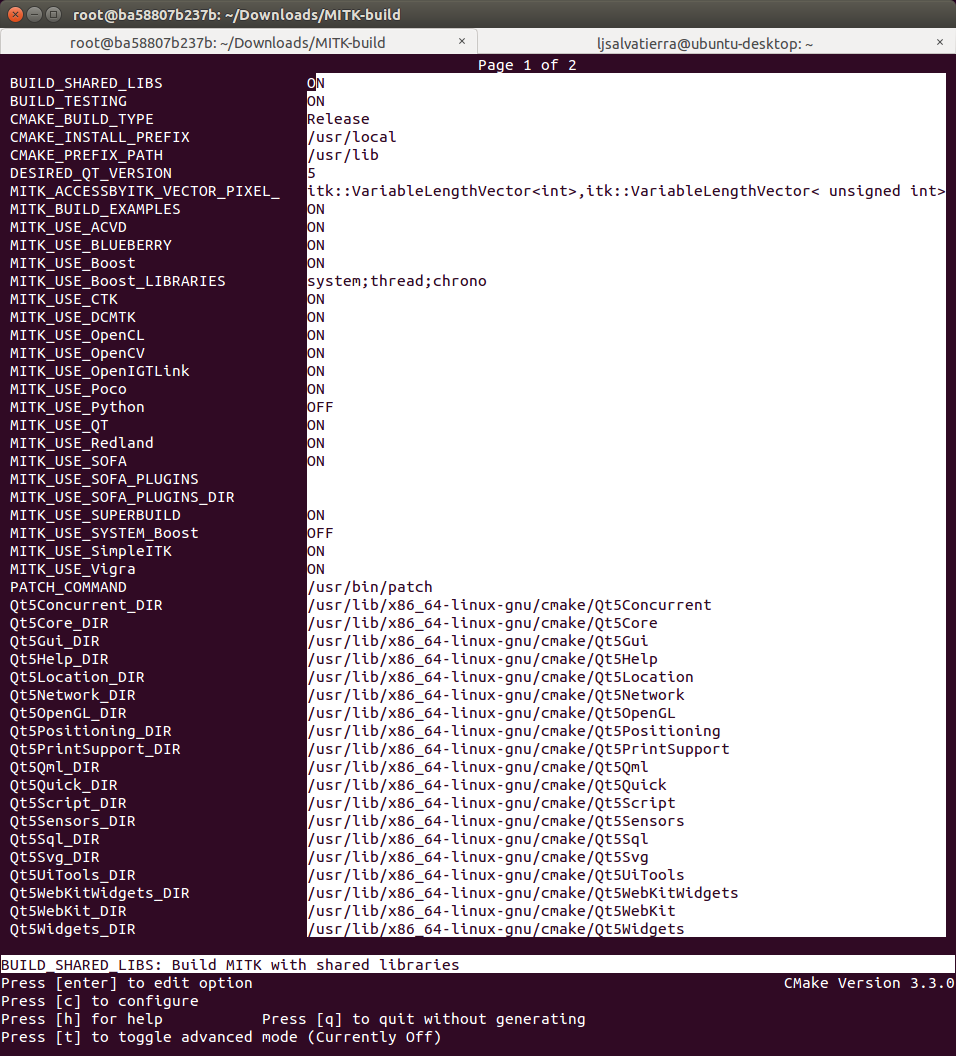 root@ba58807b237b: ~/Downloads/MITK-build
root@ba58807b237b: ~/Downloads/MITK-build × ljsalvatierra@ubuntu-desktop: ~ ×
Page 1 of 2
BUILD_SHARED_LIBS ON
BUILD_TESTING ON
CMAKE_BUILD_TYPE Release
CMAKE_INSTALL_PREFIX /usr/local
CMAKE_PREFIX_PATH /usr/lib
DESIRED_QT_VERSION 5
MITK_ACCESSBYITK_VECTOR_PIXEL_ itk::VariableLengthVector<int>,itk::VariableLengthVector< unsigned int>
MITK_BUILD_EXAMPLES ON
MITK_USE_ACVD ON
MITK_USE_BLUEBERRY ON
MITK_USE_Boost ON
MITK_USE_Boost_LIBRARIES system;thread;chrono
MITK_USE_CTK ON
MITK_USE_DCMTK ON
MITK_USE_OpenCL ON
MITK_USE_OpenCV ON
MITK_USE_OpenIGTLink ON
MITK_USE_Poco ON
MITK_USE_Python OFF
MITK_USE_QT ON
MITK_USE_Redland ON
MITK_USE_SOFA ON
MITK_USE_SOFA_PLUGINS
MITK_USE_SOFA_PLUGINS_DIR
MITK_USE_SUPERBUILD ON
MITK_USE_SYSTEM_Boost OFF
MITK_USE_SimpleITK ON
MITK_USE_Vigra ON
PATCH_COMMAND /usr/bin/patch
Qt5Concurrent_DIR /usr/lib/x86_64-linux-gnu/cmake/Qt5Concurrent
Qt5Core_DIR /usr/lib/x86_64-linux-gnu/cmake/Qt5Core
Qt5Gui_DIR /usr/lib/x86_64-linux-gnu/cmake/Qt5Gui
Qt5Help_DIR /usr/lib/x86_64-linux-gnu/cmake/Qt5Help
Qt5Location_DIR /usr/lib/x86_64-linux-gnu/cmake/Qt5Location
Qt5Network_DIR /usr/lib/x86_64-linux-gnu/cmake/Qt5Network
Qt5OpenGL_DIR /usr/lib/x86_64-linux-gnu/cmake/Qt5OpenGL
Qt5Positioning_DIR /usr/lib/x86_64-linux-gnu/cmake/Qt5Positioning
Qt5PrintSupport_DIR /usr/lib/x86_64-linux-gnu/cmake/Qt5PrintSupport
Qt5Qml_DIR /usr/lib/x86_64-linux-gnu/cmake/Qt5Qml
Qt5Quick_DIR /usr/lib/x86_64-linux-gnu/cmake/Qt5Quick
Qt5Script_DIR /usr/lib/x86_64-linux-gnu/cmake/Qt5Script
Qt5Sensors_DIR /usr/lib/x86_64-linux-gnu/cmake/Qt5Sensors
Qt5Sql_DIR /usr/lib/x86_64-linux-gnu/cmake/Qt5Sql
Qt5Svg_DIR /usr/lib/x86_64-linux-gnu/cmake/Qt5Svg
Qt5UiTools_DIR /usr/lib/x86_64-linux-gnu/cmake/Qt5UiTools
Qt5WebKitWidgets_DIR /usr/lib/x86_64-linux-gnu/cmake/Qt5WebKitWidgets
Qt5WebKit_DIR /usr/lib/x86_64-linux-gnu/cmake/Qt5WebKit
Qt5Widgets_DIR /usr/lib/x86_64-linux-gnu/cmake/Qt5Widgets
BUILD_SHARED_LIBS: Build MITK with shared libraries
Press [enter] to edit option CMake Version 3.3.0
Press [c] to configure
Press [h] for help Press [q] to quit without generating
Press [t] to toggle advanced mode (Currently Off)